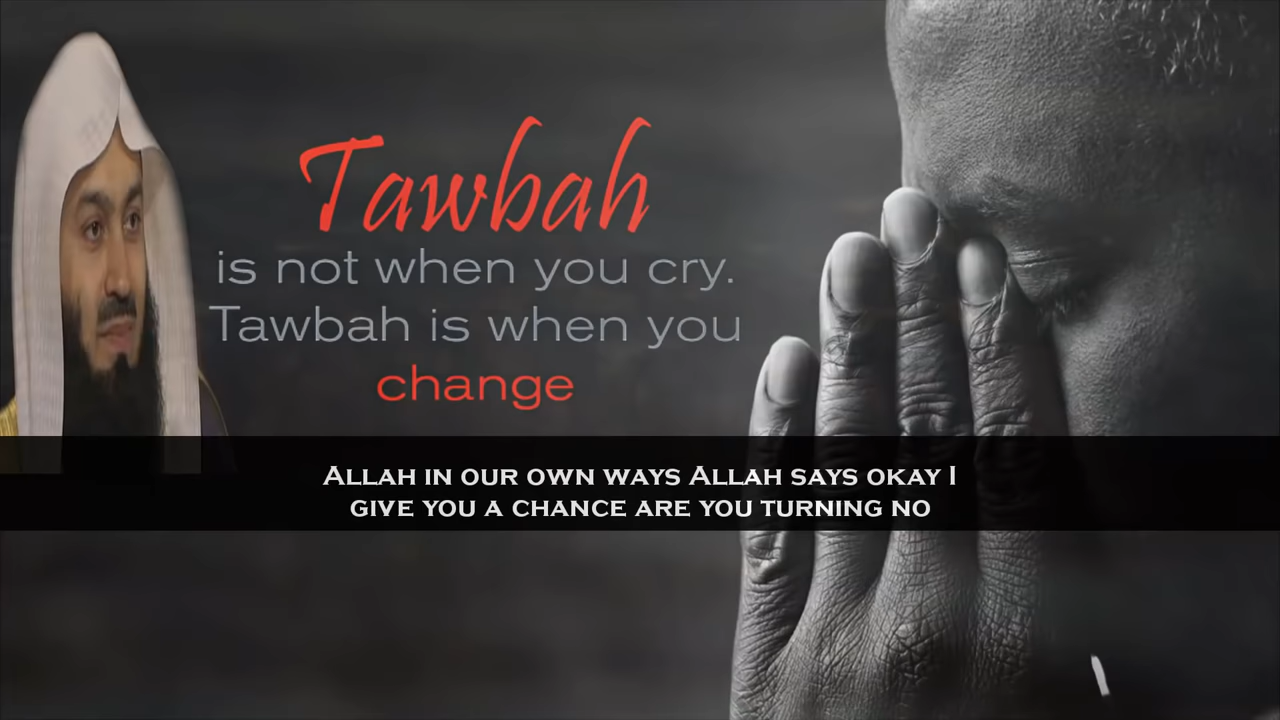 Tawbah
is not when you cry.
Tawbah is when you
change
ALLAH IN OUR OWN WAYS ALLAH SAYS OKAY I
GIVE YOU A CHANCE ARE YOU TURNING NO